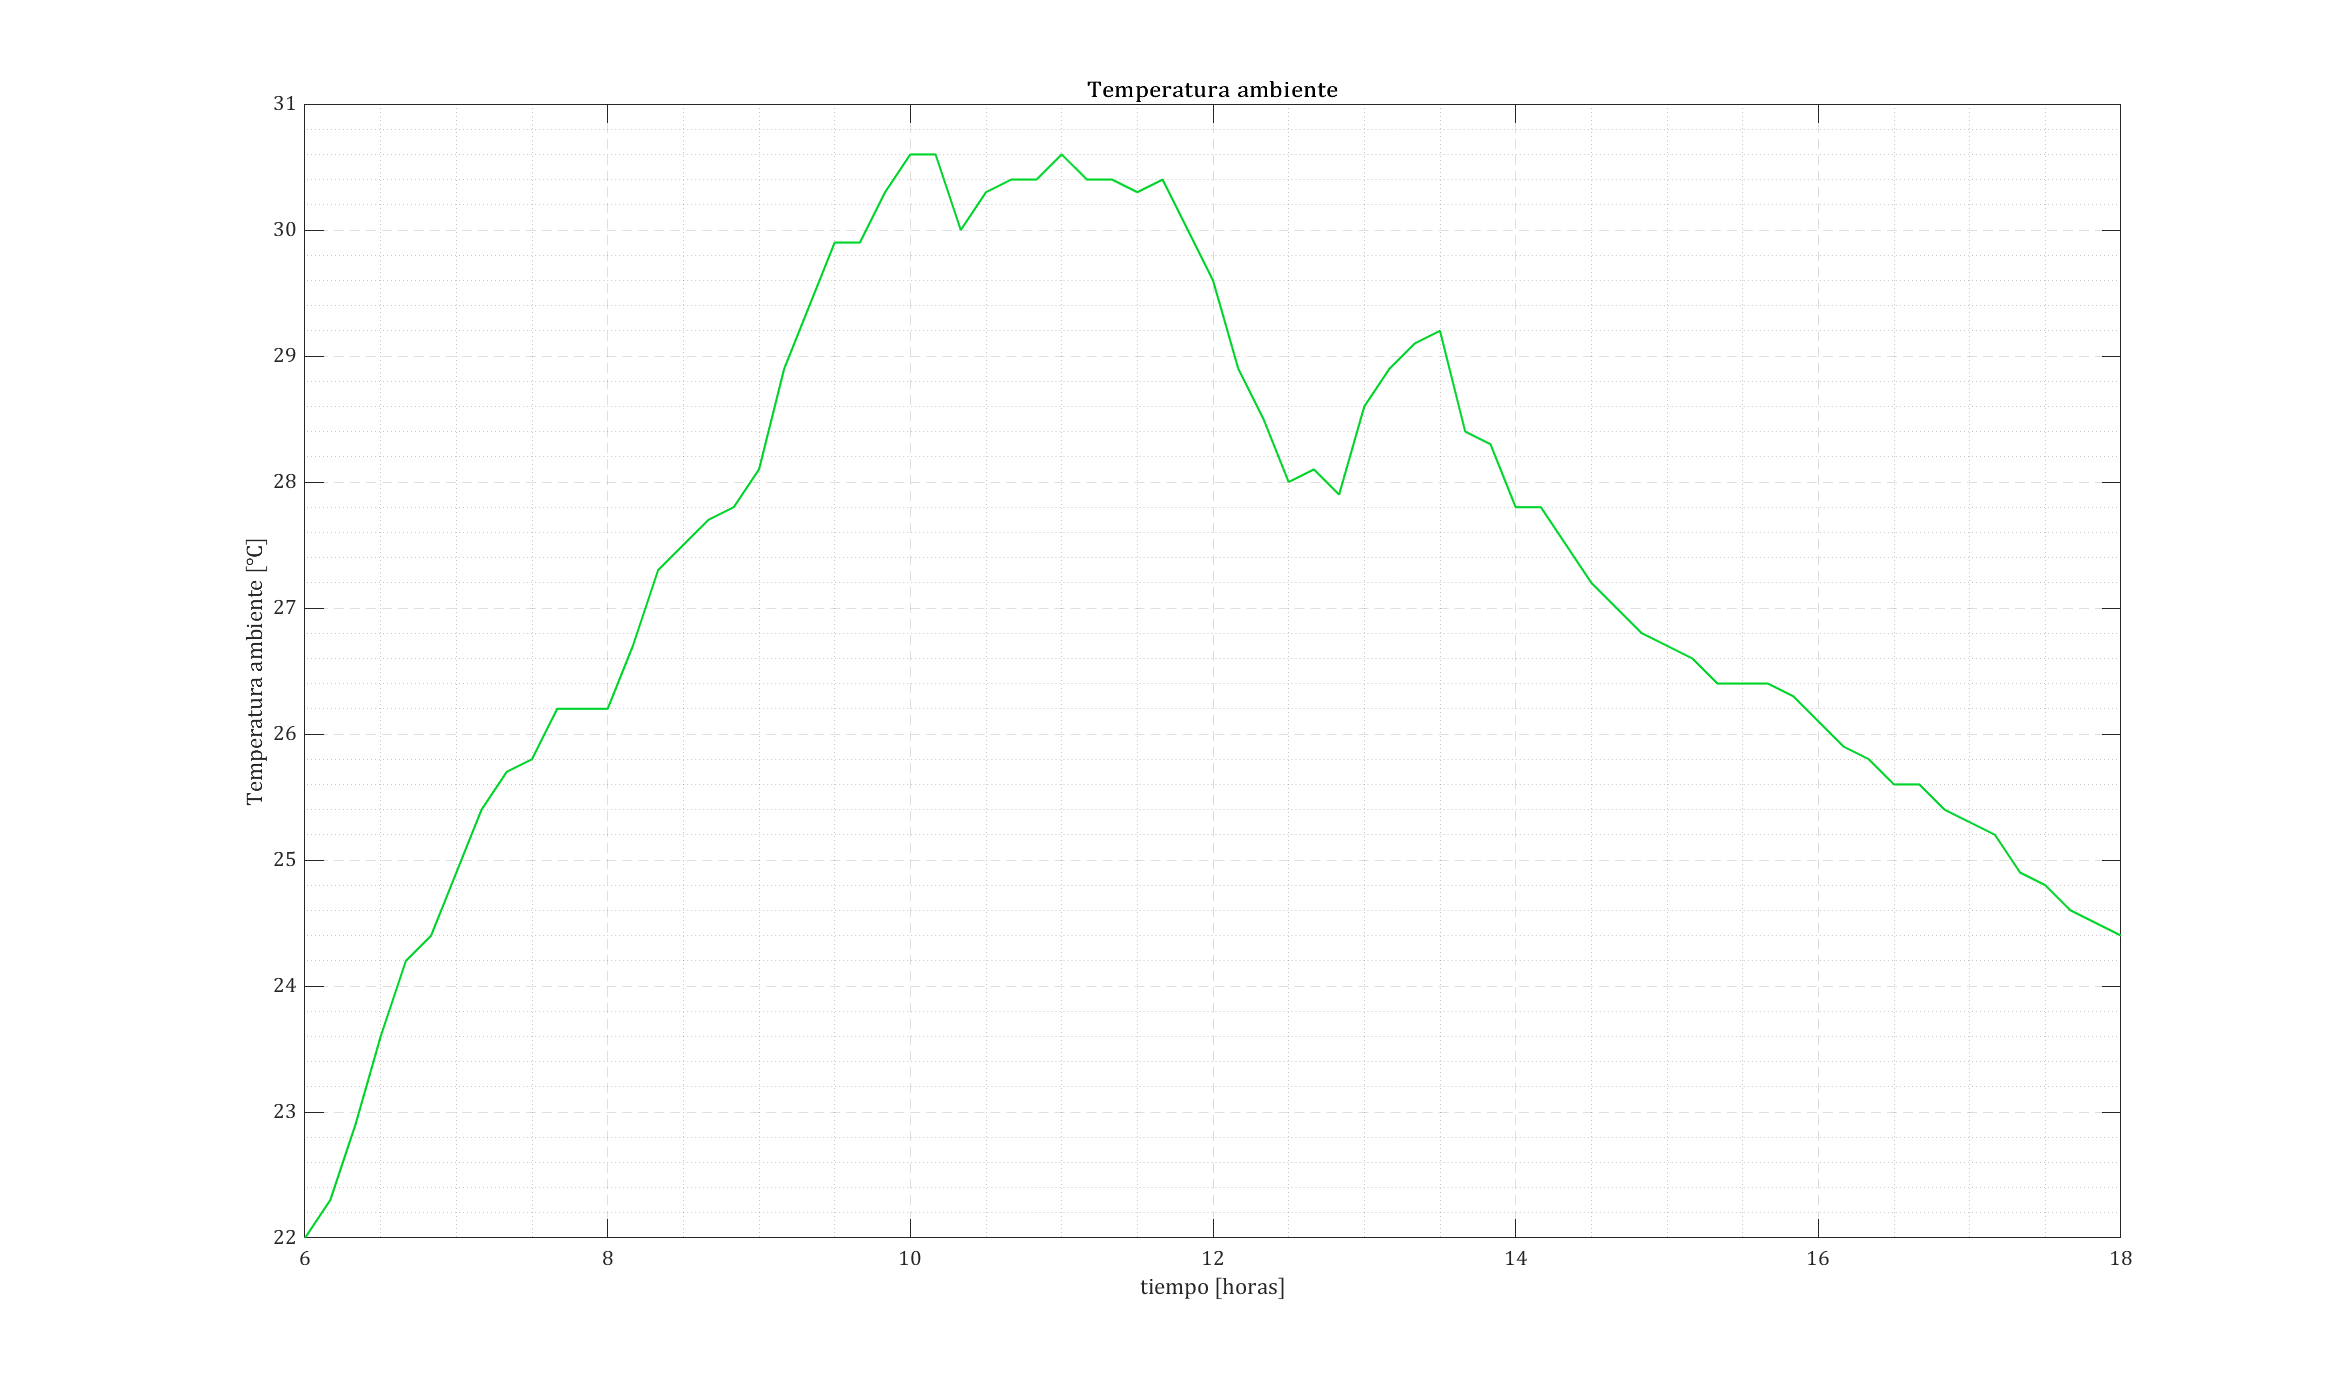 Temperatura ambiente
31
30
29
28
27
26
25
24
23
22
Temperatura ambiente [°C]
6 8 10 12 14 16 18
tiempo [horas]